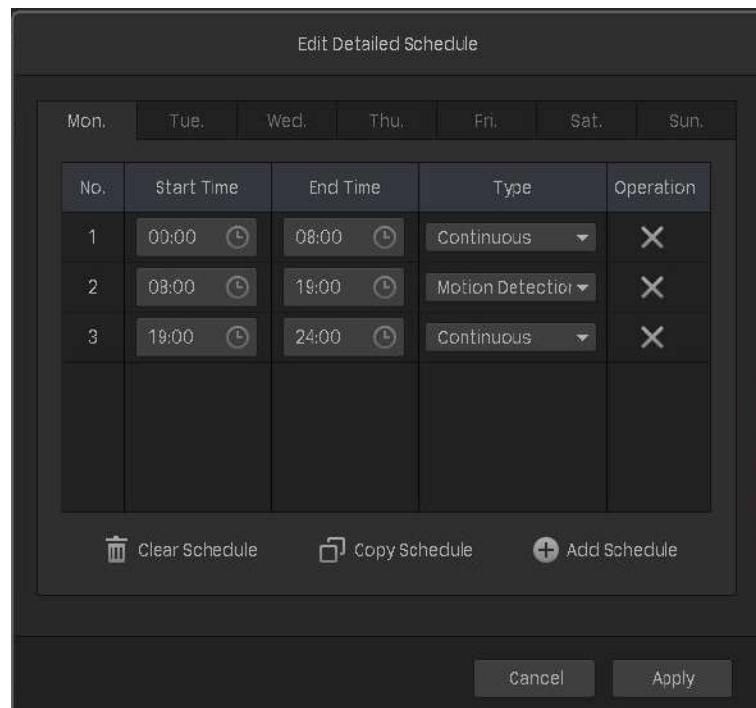 Edit Detailed Schedule
Mon. Tue. Wed. Thu. Fri. Sat. Sun.
No. Start Time End Time Type Operation
1 00:00 08:00 Continuous
2 08:00 19:00 Motion Detection
3 19:00 24:00 Continuous
Clear Schedule Copy Schedule Add Schedule
Cancel Apply